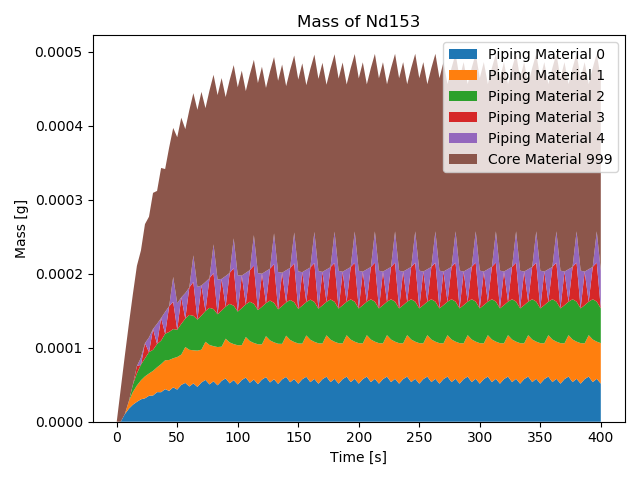 Mass of Nd153
Mass [g]
0.0005
0.0004
0.0003
0.0002
0.0001
0.0000
Piping Material 0
Piping Material 1
Piping Material 2
Piping Material 3
Piping Material 4
Core Material 999
0 50 100 150 200 250 300 350 400
Time [s]